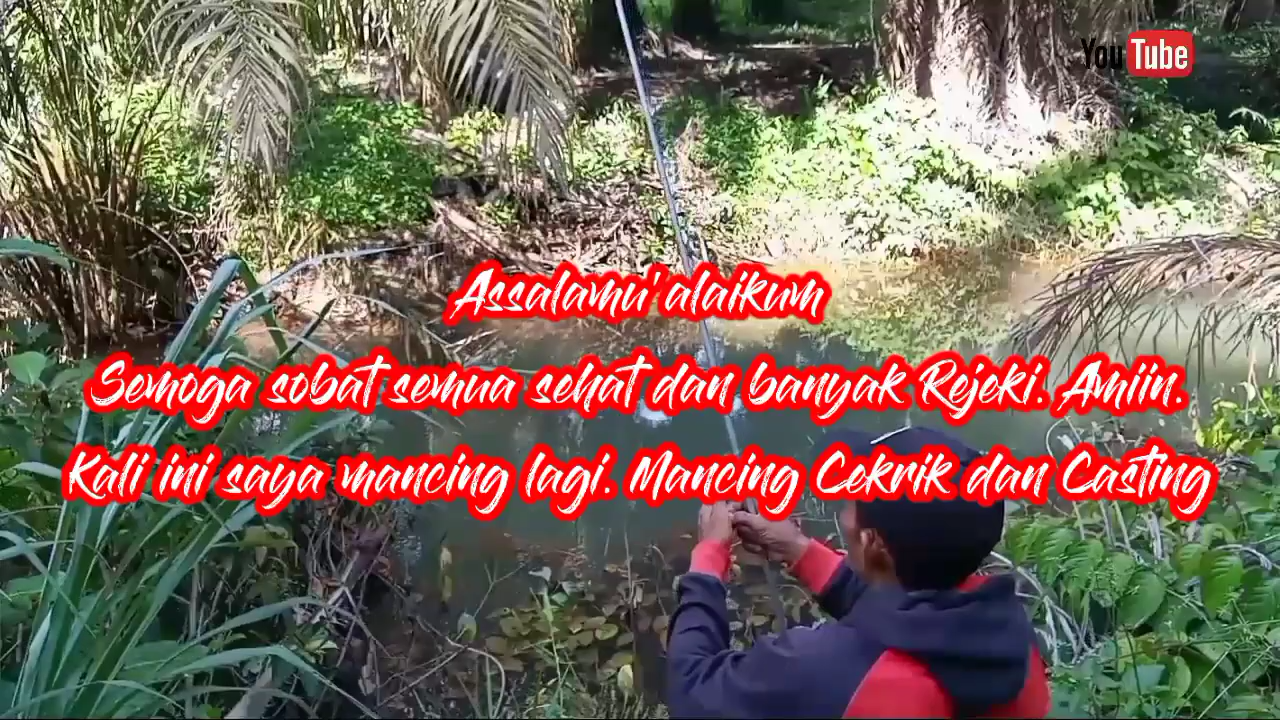 YouTube
Assalamu'alaikum
Semoga sobat semua sehat dan banyak Rejeki. Amiin.
Kali ini saya mancing lagi. Mancing Cekrik dan Casting